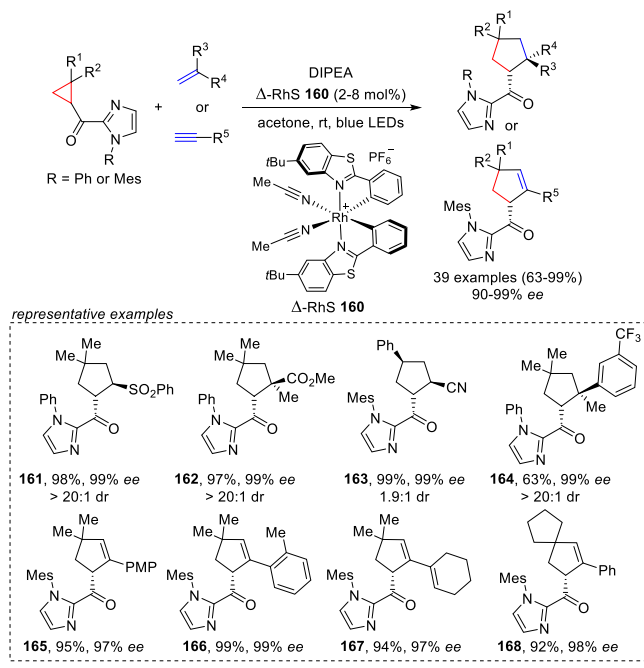 R1
R2
R
O
N
N
R = Ph or Mes
+
R3
R4
or
R5
DIPEA
Δ-RhS 160 (2-8 mol%)
acetone, rt, blue LEDs
tBu
S
N
PF6−
MeC≡N
Rh+
MeC≡N
N
S
tBu
Δ-RhS 160
R1
R2
R4
R3
R
N
O
N
or
R1
R2
R5
Mes
N
O
N
39 examples (63-99%)
90-99% ee
representative examples
Me
Me
SO2Ph
Ph
N
O
N
161, 98%, 99% ee
> 20:1 dr
Me
Me
COOMe
Me
Ph
N
O
N
162, 97%, 99% ee
> 20:1 dr
Ph
CN
Mes
N
O
N
163, 99%, 99% ee
1.9:1 dr
CF3
Me
Me
Me
Ph
N
O
N
164, 63%, 99% ee
> 20:1 dr
Me
Me
PMP
Mes
N
O
N
165, 95%, 97% ee
Me
Me
Me
Mes
N
O
N
166, 99%, 99% ee
Me
Me
Mes
N
O
N
167, 94%, 97% ee
Ph
Mes
N
O
N
168, 92%, 98% ee